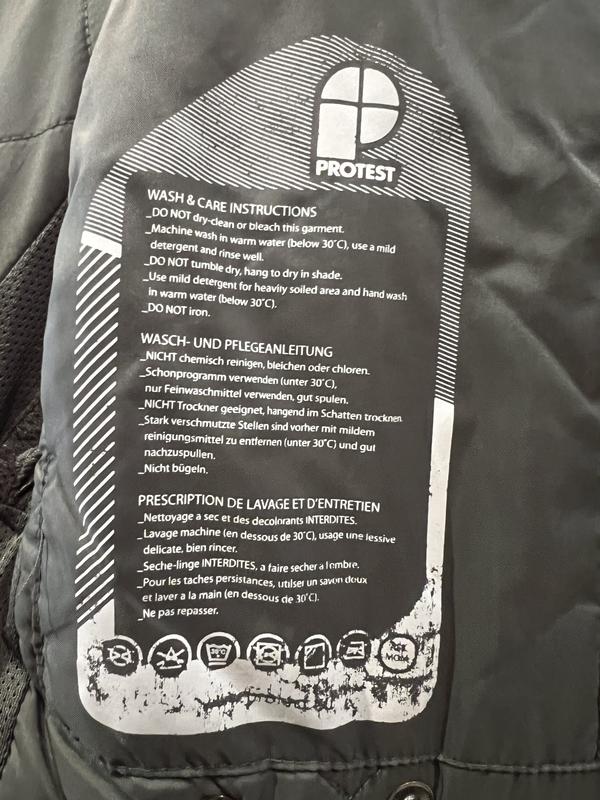 PROTEST
WASH & CARE INSTRUCTIONS
_DO NOT dry-clean or bleach this garment.
_Machine wash in warm water (below 30°C), use a mild
detergent and rinse well.
_DO NOT tumble dry, hang to dry in shade.
_Use mild detergent for heavity soiled area and hand wash
in warm water (below 30°C).
_DO NOT iron.
WASCH- UND PFLEGEANLEITUNG
_NICHT chemisch reinigen, bleichen oder chloren.
_Schonprogramm verwenden (unter 30°C),
nur Feinwaschmittel verwenden, gut spulen.
_NICHT Trockner geeignet, hangend im Schatten trocknen.
_Stark verschmutzte Stellen sind vorher mit mildem
reinigungsmittel zu entfernen (unter 30°C) und gut
nachzuspullen.
_Nicht bügeln.
PRESCRIPTION DE LAVAGE ET D'ENTRETIEN
_Nettoyage a sec et des decolnrants INTERDITES.
_Lavage machine (en dessous de 30°C), usage une lessive
delicate, bien rincer.
_Seche-linge INTERDITES, a faire secher a lombre.
_Pour les taches persistances, utilser un savon doux
et laver a la main (en dessous de 30°C).
_Ne pas repasser.
30°C